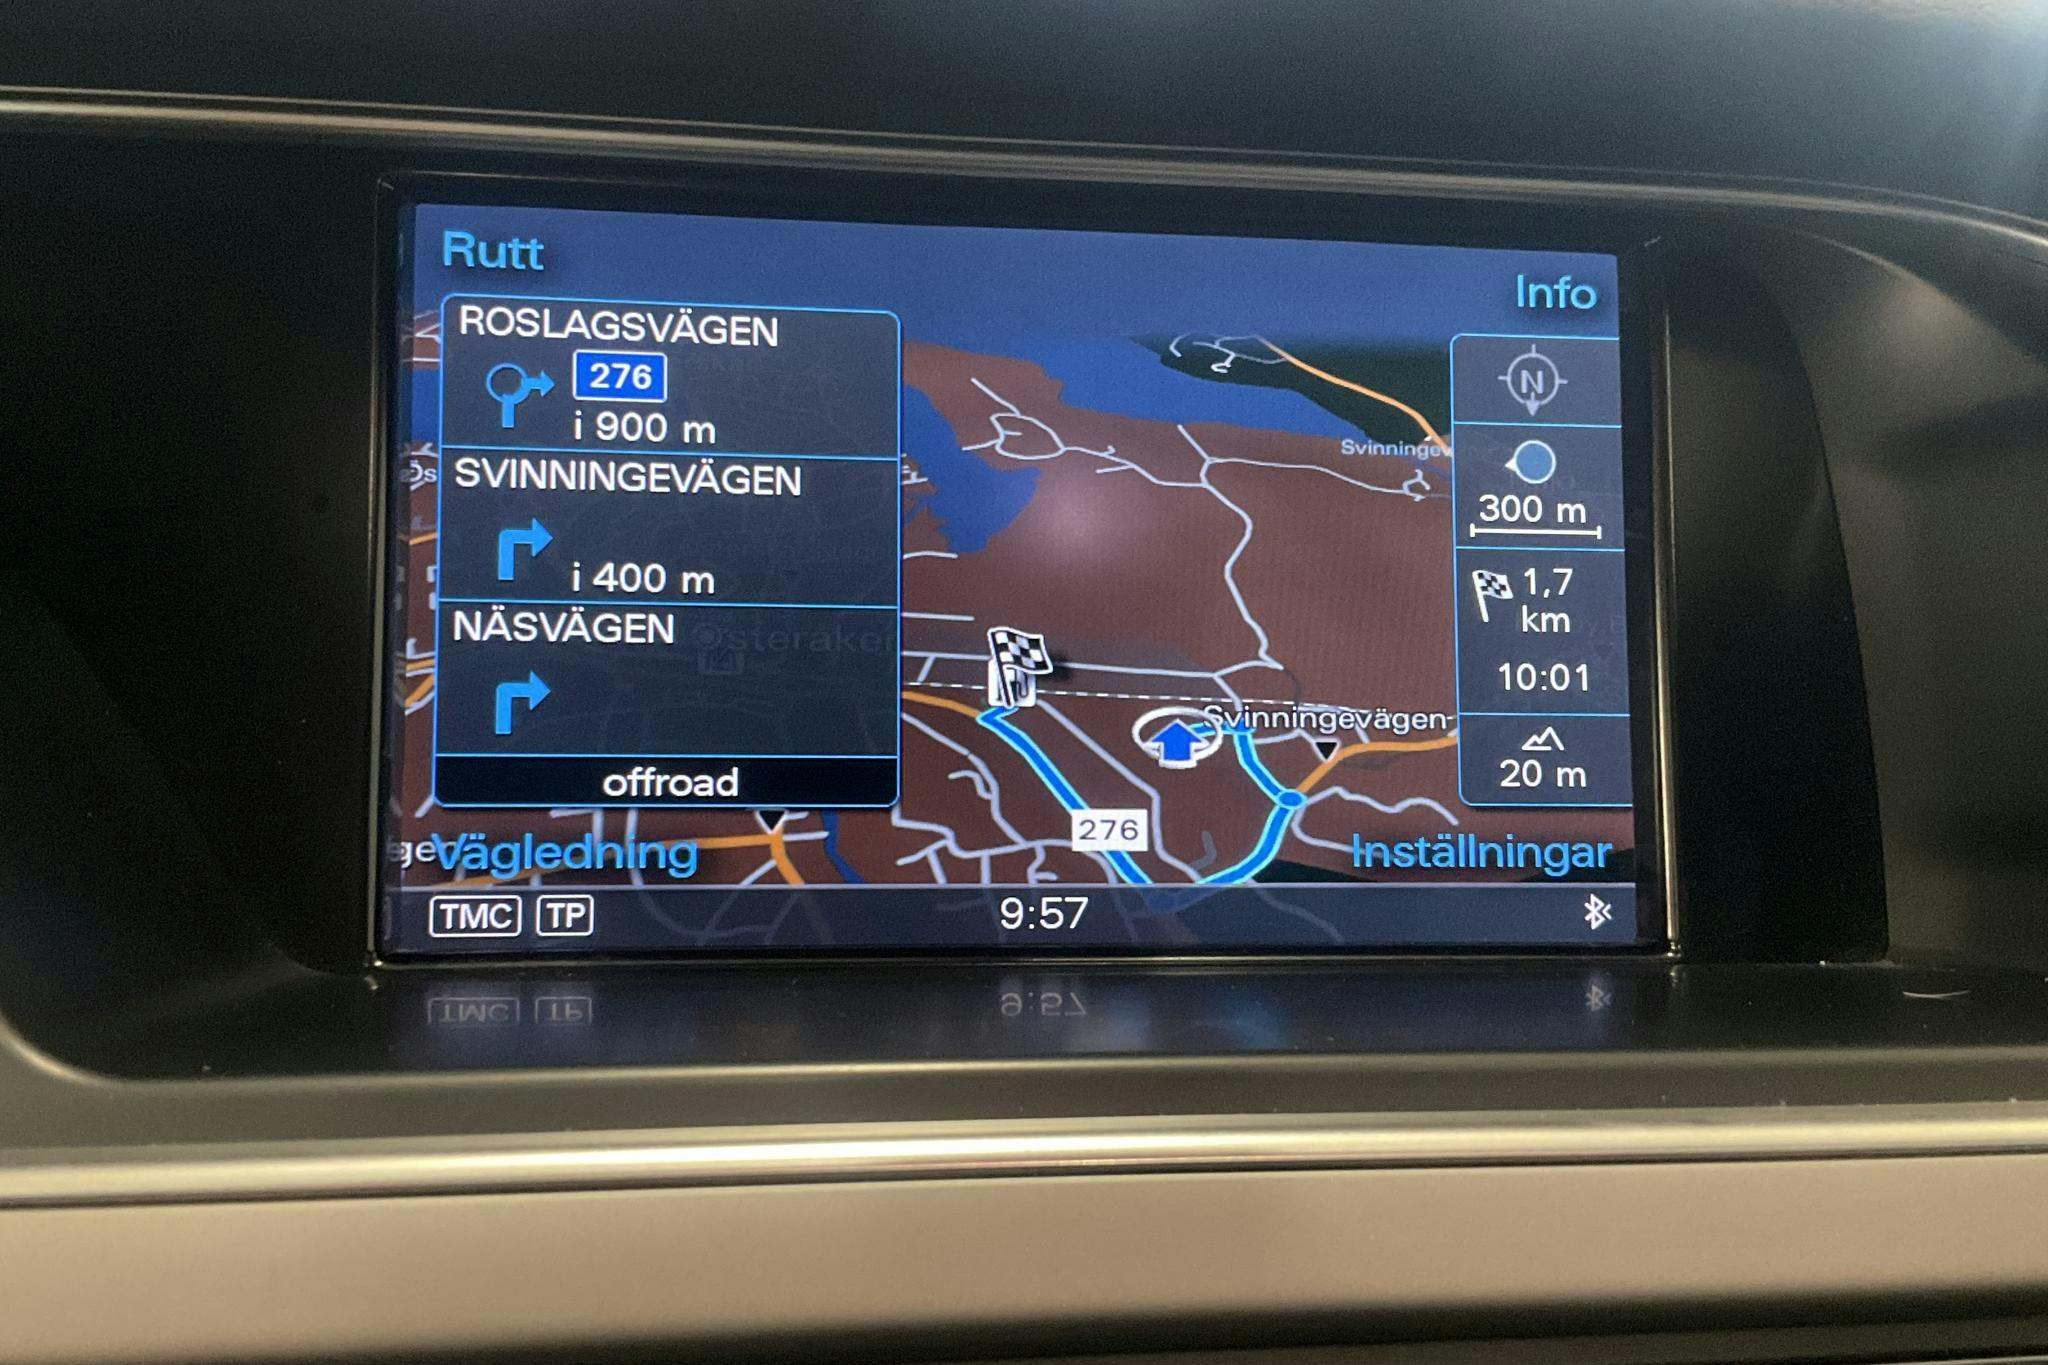 Rutt
Info
ROSLAGSVÄGEN
276
i 900 m
SVINNINGEVÄGEN
i 400 m
NÄSVÄGEN
offroad
N
300 m
1,7
km
10:01
20 m
Svinningev
Svinningevägen
Österåker
276
Vägledning
Inställningar
TMC TP
9:57